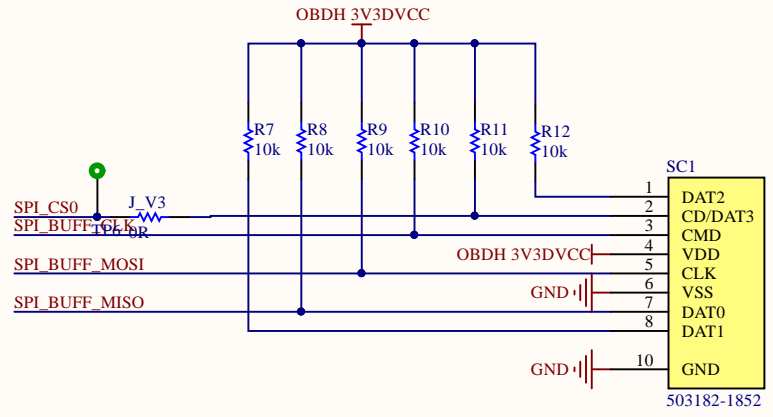 OBDH 3V3DVCC
R7
10k
R8
10k
R9
10k
R10
10k
R11
10k
R12
10k
SC1
1 DAT2
2 CD/DAT3
3 CMD
4 VDD
5 CLK
6 VSS
7 DAT0
8 DAT1
10 GND
503182-1852
SPI_CS0
J_V3
SPI_BUFF_CLK
TP6
0R
OBDH 3V3DVCC
SPI_BUFF_MOSI
GND
SPI_BUFF_MISO
GND